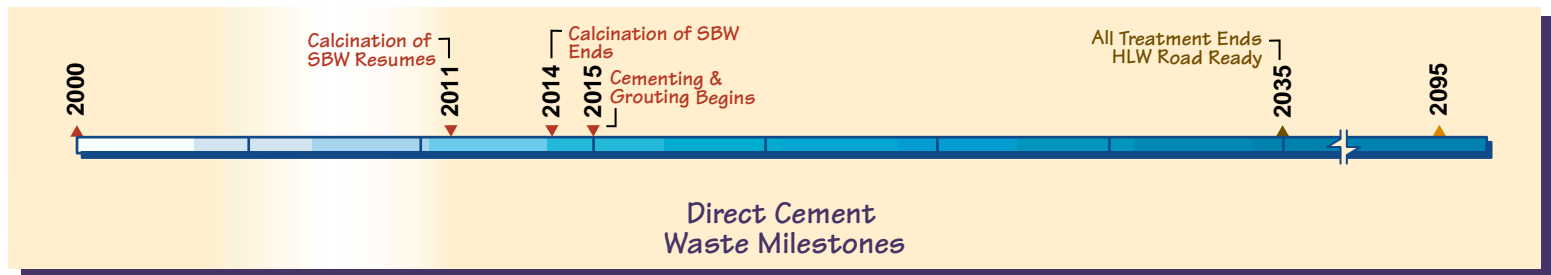 2000
Calcination of
SBW Resumes
2011
2014
Calcination of SBW
Ends
2015
Cementing &
Grouting Begins
All Treatment Ends
HLW Road Ready
2035
2095
Direct Cement
Waste Milestones